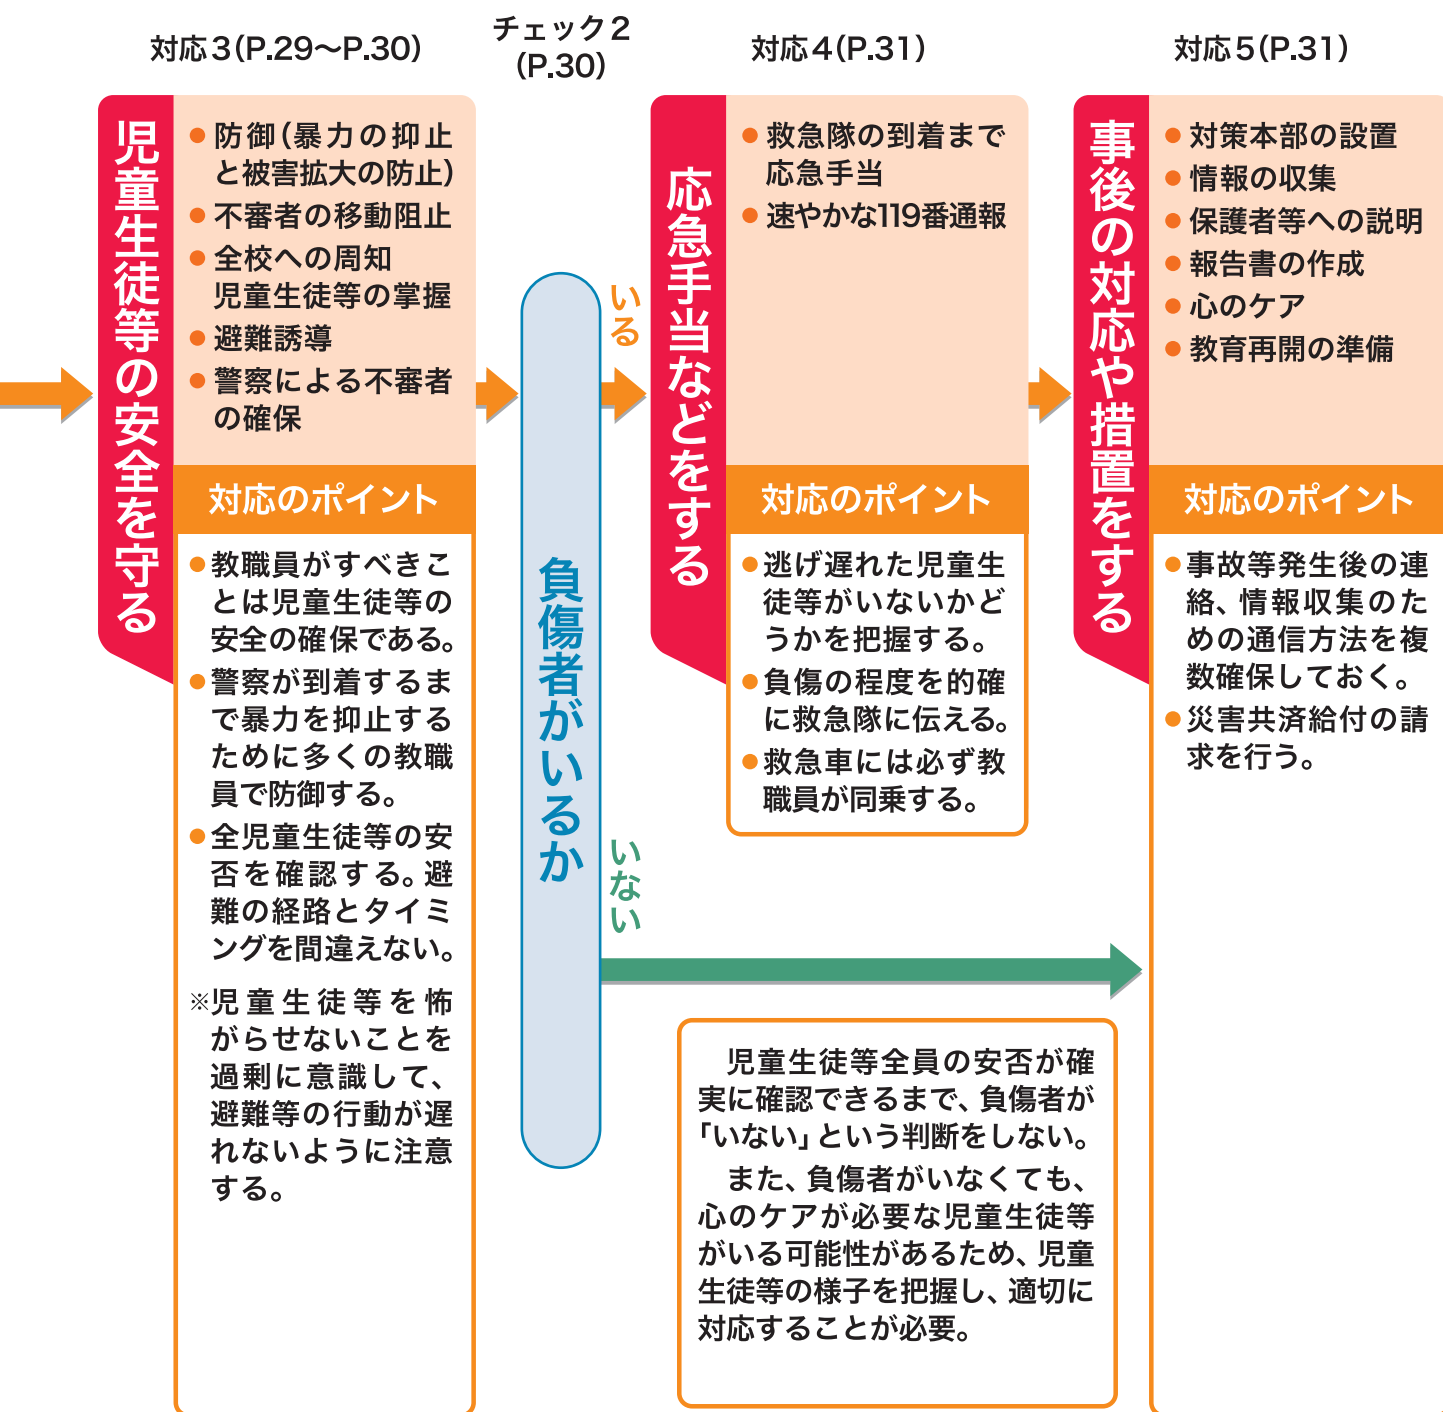 対応3(P.29～P.30)
児童生徒等の安全を守る
●防御(暴力の抑止
と被害拡大の防止)
●不審者の移動阻止
●全校への周知
児童生徒等の掌握
●避難誘導
●警察による不審者
の確保
対応のポイント
●教職員がすべきこ
とは児童生徒等の
安全の確保である。
●警察が到着するま
で暴力を抑止する
ために多くの教職
員で防御する。
●全児童生徒等の安
否を確認する。避
難の経路とタイミ
ングを間違えない。
※児童生徒等を怖
がらせないことを
過剰に意識して、
避難等の行動が遅
れないように注意
する。
チェック2
(P.30)
負傷者がいるか
いる
いない
対応4(P.31)
応急手当などをする
●救急隊の到着まで
応急手当
●速やかな119番通報
対応のポイント
●逃げ遅れた児童生
徒等がいないかど
うかを把握する。
●負傷の程度を的確
に救急隊に伝える。
●救急車には必ず教
職員が同乗する。
児童生徒等全員の安否が確
実に確認できるまで、負傷者が
「いない」という判断をしない。
また、負傷者がいなくても、
心のケアが必要な児童生徒等
がいる可能性があるため、児童
生徒等の様子を把握し、適切に
対応することが必要。
対応5(P.31)
事後の対応や措置をする
●対策本部の設置
●情報の収集
●保護者等への説明
●報告書の作成
●心のケア
●教育再開の準備
対応のポイント
●事故等発生後の連
絡、情報収集のた
めの通信方法を複
数確保しておく。
●災害共済給付の請
求を行う。